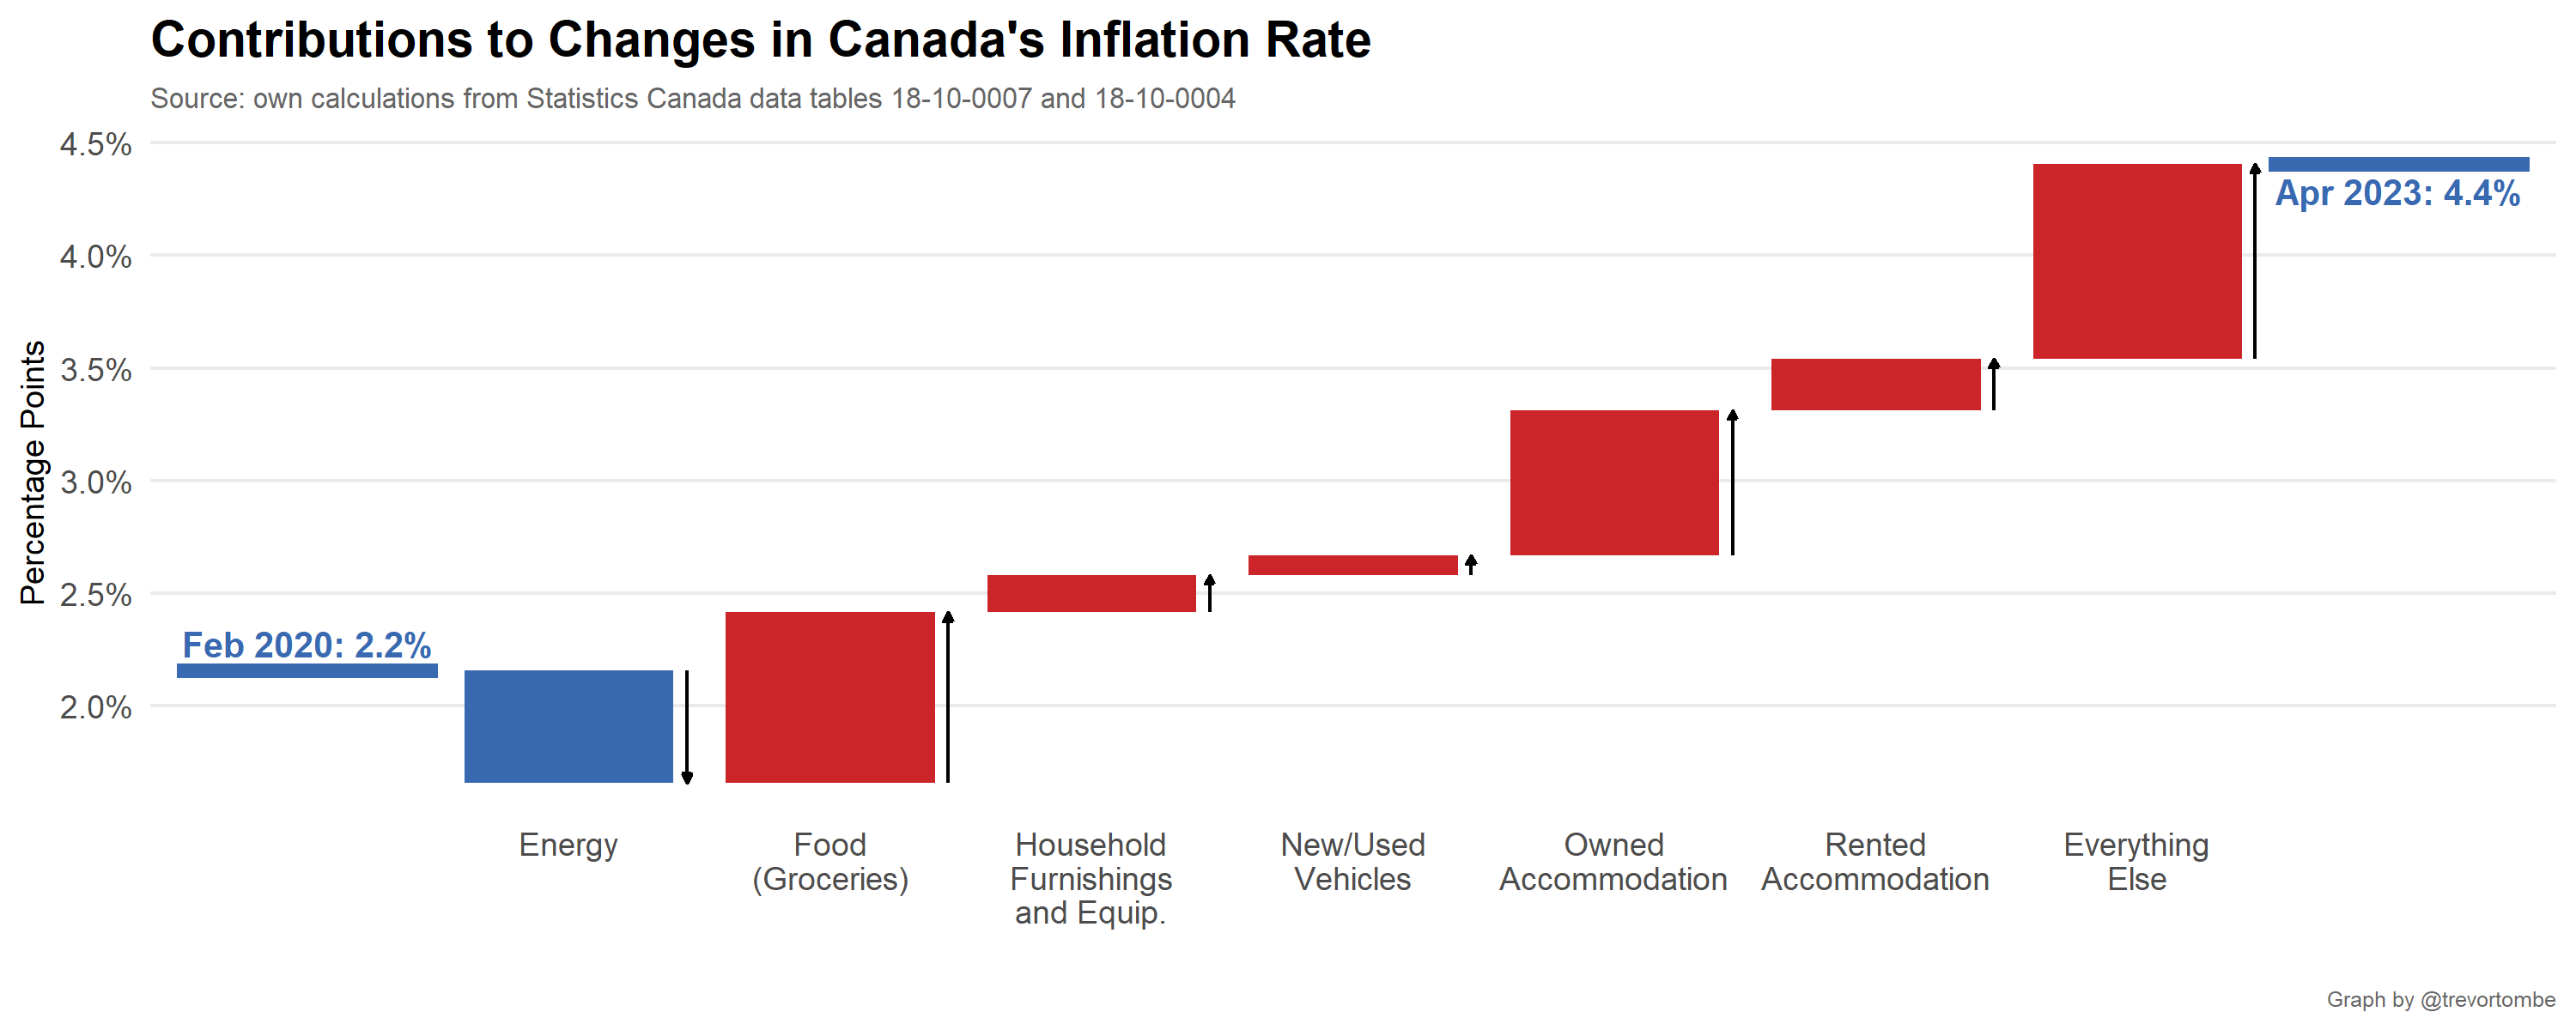 Contributions to Changes in Canada's Inflation Rate
Source: own calculations from Statistics Canada data tables 18-10-0007 and 18-10-0004
Percentage Points
4.5%
4.0%
3.5%
3.0%
2.5%
2.0%
Feb 2020: 2.2%
Apr 2023: 4.4%
Energy
Food
(Groceries)
Household
Furnishings
and Equip.
New/Used
Vehicles
Owned
Accommodation
Rented
Accommodation
Everything
Else
Graph by @trevortombe